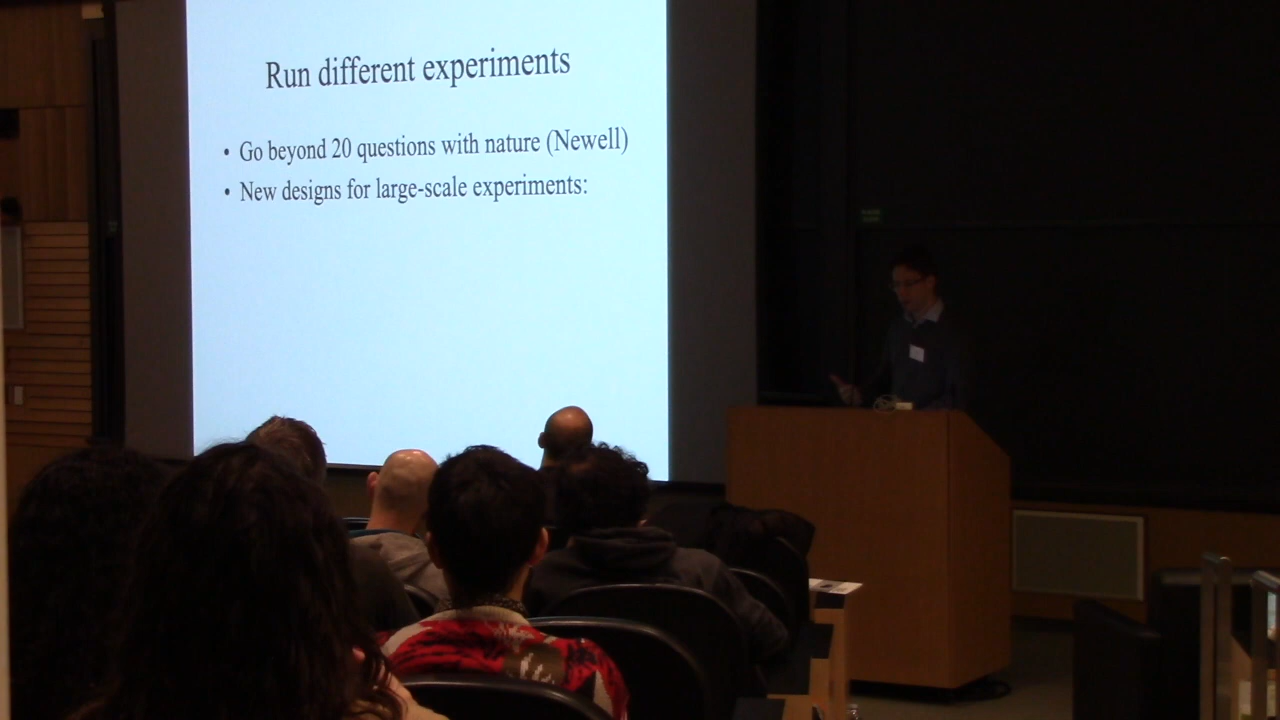 Run different experiments
• Go beyond 20 questions with nature (Newell)
• New designs for large-scale experiments: